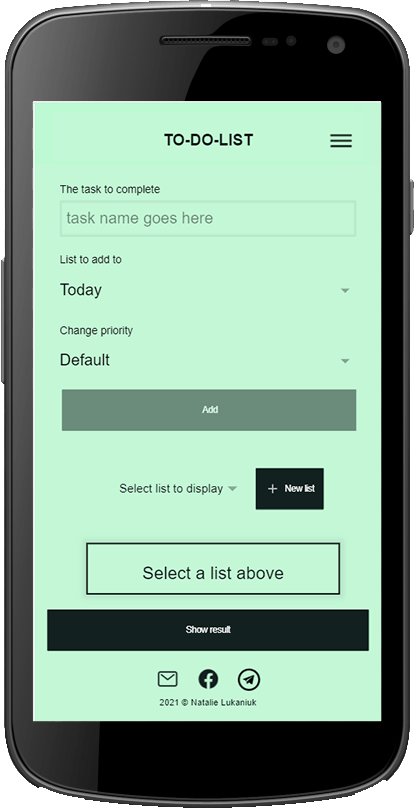 TO-DO-LIST
The task to complete
task name goes here
List to add to
Today
Change priority
Default
Add
Select list to display
+ New list
Select a list above
Show result
2021 © Natalie Lukaniuk